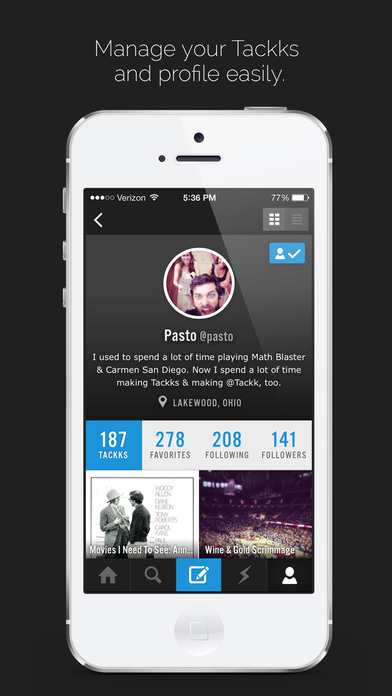 Manage your Tackks
and profile easily.
Verizon 5:36 PM 77%
Pasto @pasto
I used to spend a lot of time playing Math Blaster
& Carmen San Diego. Now I spend a lot of time
making Tackks & making @Tackk, too.
LAKEWOOD, OHIO
187 278 208 141
TACKKS FAVORITES FOLLOWING FOLLOWERS
WOODY
ALLEN
DIANE
KEATON
TONY
ROBERTS
CAROL
KANE
PAUL
Movies I Need To See: Ann... Wine & Gold Scrimmage